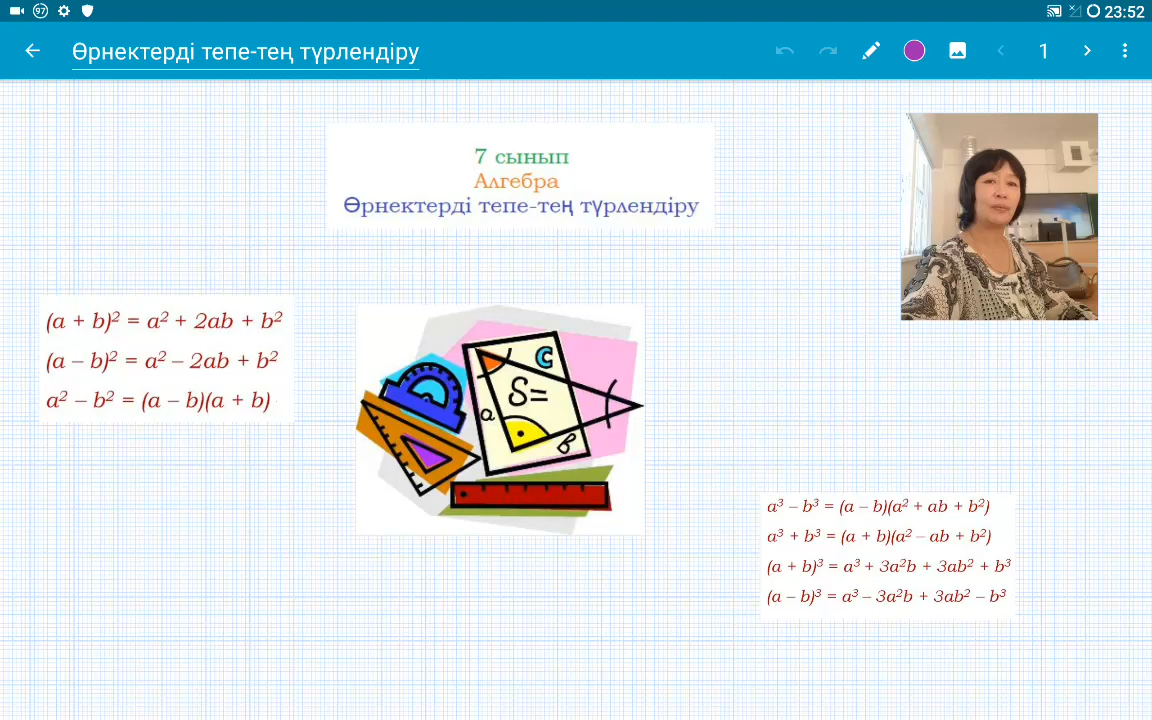 97
23:52
Өрнектерді тепе-тең түрлендіру
1
7 сынып
Алгебра
Өрнектерді тепе-тең түрлендіру
(a + b)² = a² + 2ab + b²
(a – b)² = a² – 2ab + b²
a² – b² = (a – b)(a + b)
C
S=
a
b
a³ – b³ = (a – b)(a² + ab + b²)
a³ + b³ = (a + b)(a² – ab + b²)
(a + b)³ = a³ + 3a²b + 3ab² + b³
(a – b)³ = a³ – 3a²b + 3ab² – b³